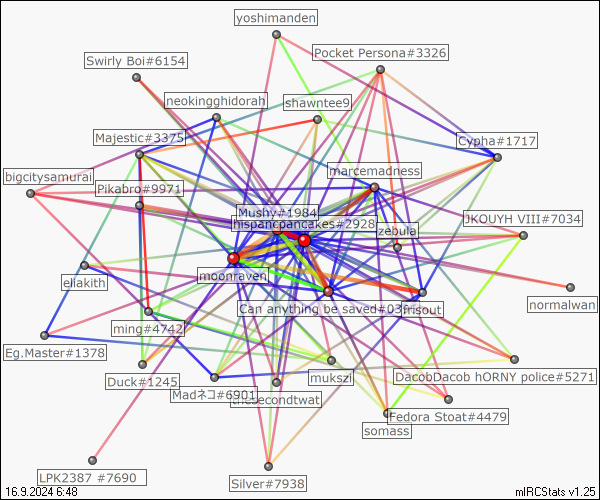 yoshimanden
Pocket Persona#3326
Swirly Boi#6154
neokingghidorah
shawntee9
Majestic#3375
Cypha#1717
bigcitysamurai
marcemadness
Pikabro#9971
Mushy#1984
hispanicpancakes#2928
JKOUYH VIII#7034
zebula
moonraven
eliakith
Can anything be saved#03
frisout
normalwan
ming#4742
Eg.Master#1378
Duck#1245
mukszi
DacobDacob hORNY police#5271
Madネコ#6901
thesecondtwat
Fedora Stoat#4479
somass
LPK2387 #7690
Silver#7938
16.9.2024 6:48
mIRCStats v1.25